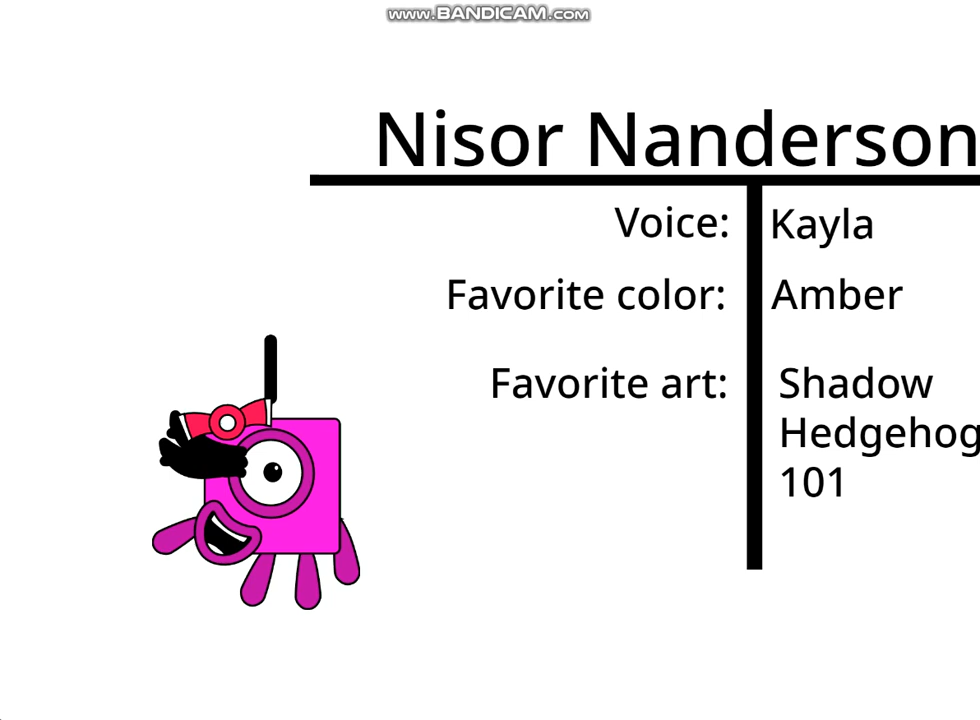 www.BANDICAM.com
Nisor Nanderson
Voice: Kayla
Favorite color: Amber
Favorite art: Shadow
Hedgehog
101